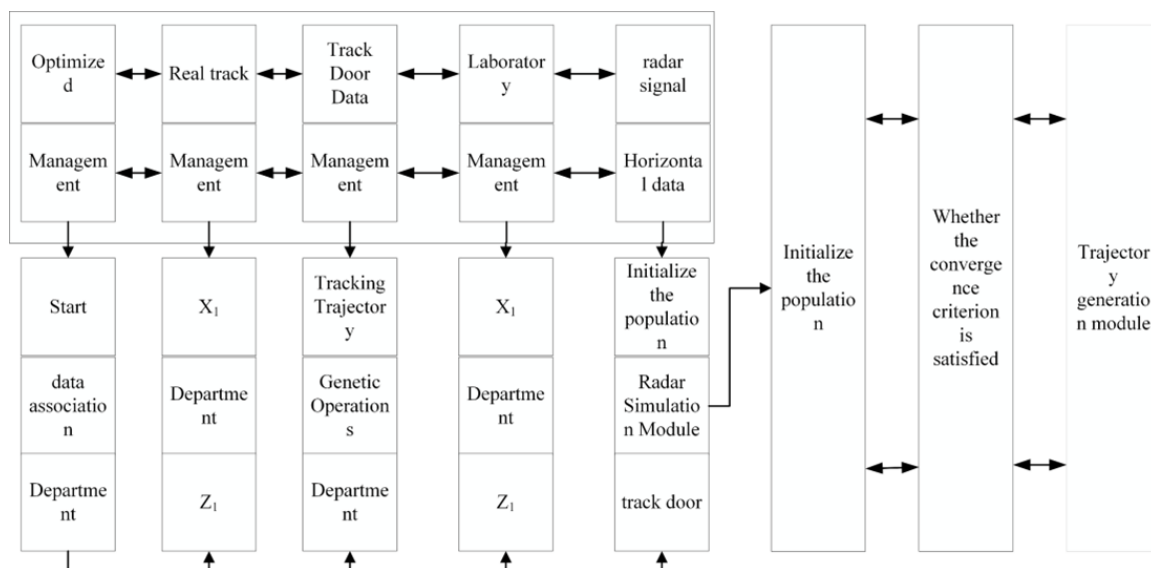 Optimize
d
Real track
Track
Door
Data
Laborator
y
radar
signal
Managem
ent
Managem
ent
Managem
ent
Managem
ent
Horizonta
l data
Start
X₁
Tracking
Trajector
y
X₁
Initialize
the
populatio
n
data
associatio
n
Departme
nt
Genetic
Operation
s
Departme
nt
Radar
Simulatio
n Module
Departme
nt
Z₁
Departme
nt
Z₁
track door
Initialize
the
populatio
n
Whether
the
converge
nce
criterion
is
satisfied
Trajector
y
generatio
n module